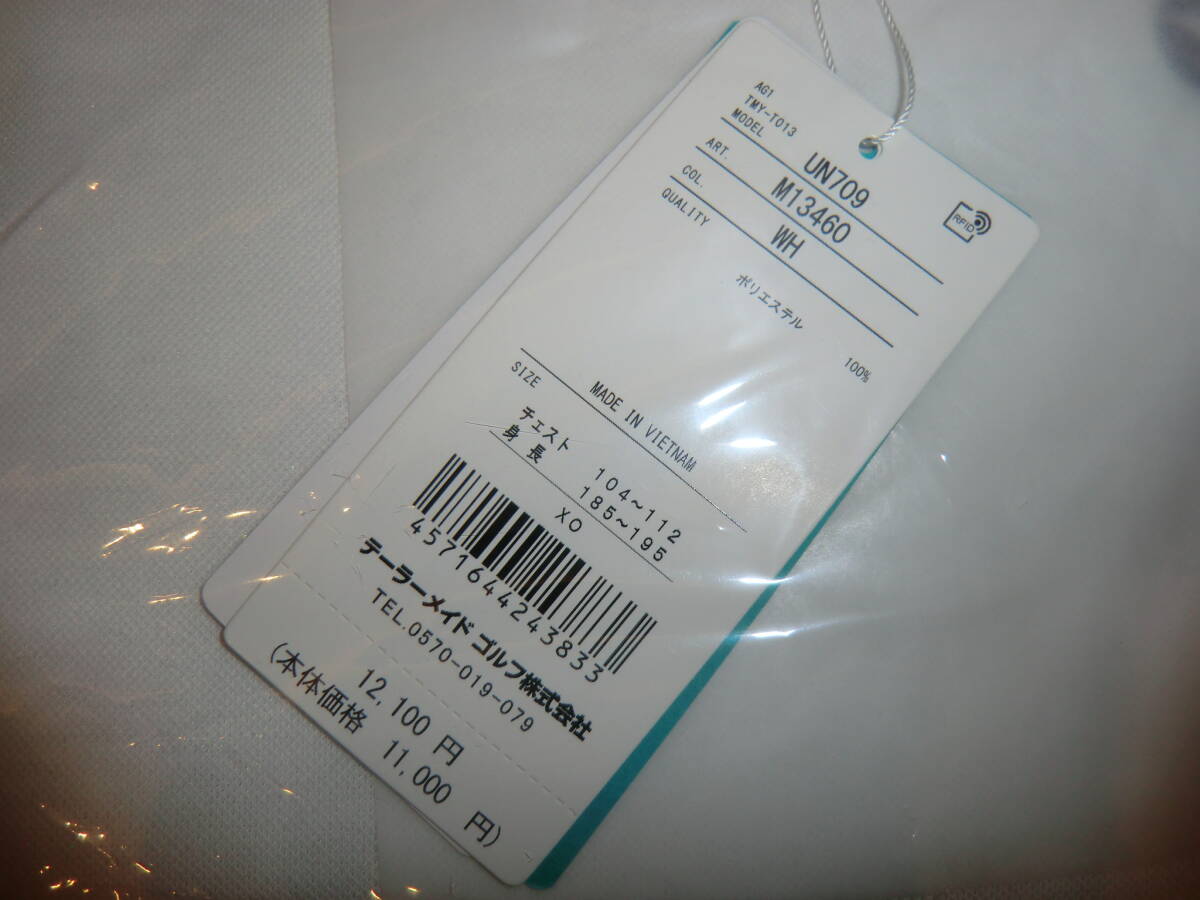 AG1
TMY-T013
MODEL UN709
ART. M13460
COL. WH
QUALITY
RFID
ポリエステル 100%
MADE IN VIETNAM
SIZE
チェスト 104~112
身長 185~195
XO
4571644243833
テーラーメイド ゴルフ株式会社
TEL.0570-019-079
12,100 円
(本体価格 11,000 円)